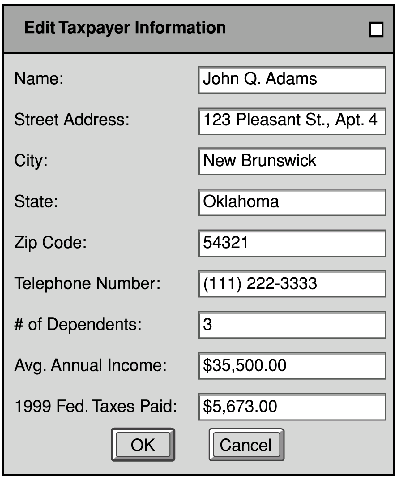 Edit Taxpayer Information
Name: John Q. Adams
Street Address: 123 Pleasant St., Apt. 4
City: New Brunswick
State: Oklahoma
Zip Code: 54321
Telephone Number: (111) 222-3333
# of Dependents: 3
Avg. Annual Income: $35,500.00
1999 Fed. Taxes Paid: $5,673.00
OK Cancel